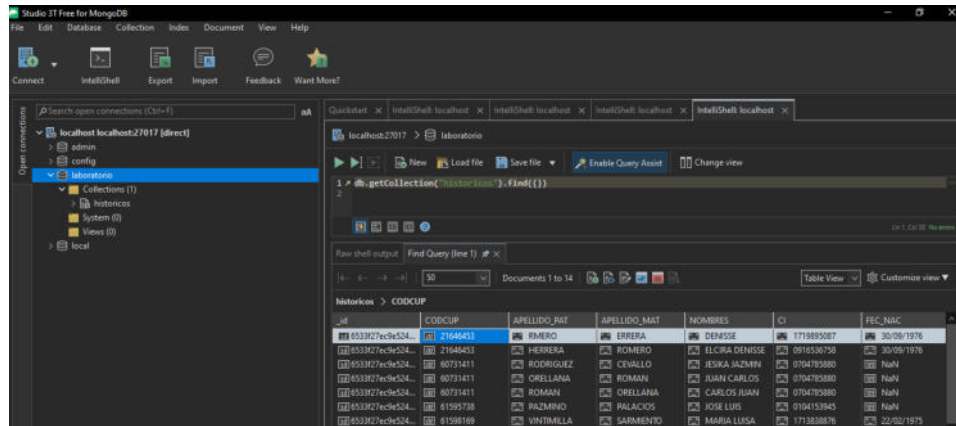 Studio 3T Free for MongoDB
File Edit Database Collection Index Document View Help
Connect IntelliShell Export Import Feedback Want More?
Open connections
Search open connections (Ctrl+F) aA
localhost localhost:27017 [direct]
admin
config
laboratorio
Collections (1)
historicos
System (0)
Views (0)
local
Quickstart IntelliShell: localhost IntelliShell: localhost IntelliShell: localhost IntelliShell: localhost
localhost:27017 > laboratorio
New Load file Save file Enable Query Assist Change view
1 db.getCollection("historicos").find({})
2
Raw shell output Find Query (line 1)
50 Documents 1 to 14 Table View Customize view
historicos > CODCUP
_id CODCUP APELLIDO_PAT APELLIDO_MAT NOMBRES CI FEC_NAC
6533f27ec9e524... 21646453 RMERO ERRERA DENISSE 1719895087 30/09/1976
6533f27ec9e524... 21646453 HERRERA ROMERO ELCIRA DENISSE 0916536758 30/09/1976
6533f27ec9e524... 60731411 RODRIGUEZ CEVALLO JESIKA JAZMIN 0704785880 NaN
6533f27ec9e524... 60731411 ORELLANA ROMAN JUAN CARLOS 0704785880 NaN
6533f27ec9e524... 60731411 ROMAN ORELLANA CARLOS JUAN 0704785880 NaN
6533f27ec9e524... 61595738 PAZMINO PALACIOS JOSE LUIS 0104153945 NaN
6533f27ec9e524... 61598169 VINTIMILLA SARMIENTO MARIA LUISA 1713838876 22/02/1975